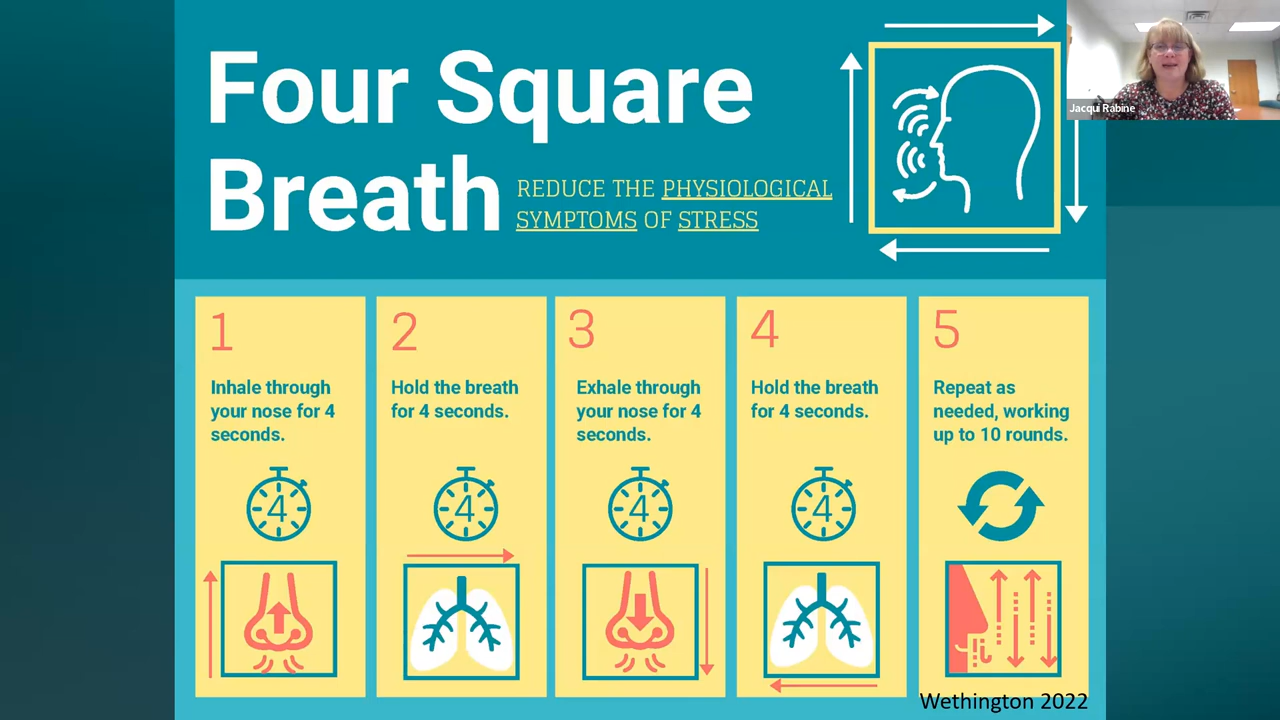 Four Square
Breath
REDUCE THE PHYSIOLOGICAL
SYMPTOMS OF STRESS
Jacqui Rabine
1
Inhale through
your nose for 4
seconds.
4
2
Hold the breath
for 4 seconds.
4
3
Exhale through
your nose for 4
seconds.
4
4
Hold the breath
for 4 seconds.
4
5
Repeat as
needed, working
up to 10 rounds.
Wethington 2022